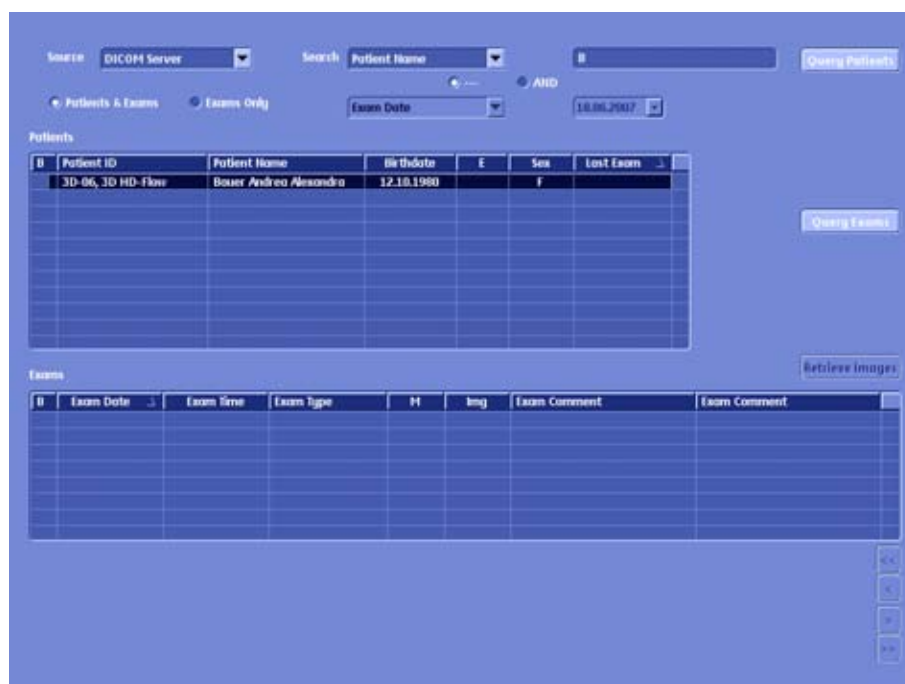 Source DICOM Server Search Patient Name B Query Patients
--- AND
Patients & Exams Exams Only Exam Date 18.06.2007
Patients
B Patient ID Patient Name Birthdate E Sex Last Exam
3D-06, 3D HD-Flow Bauer Andrea Alexandra 12.10.1980 F
Query Exams
Retrieve Images
Exams
B Exam Date Exam Time Exam Type M Img Exam Comment Exam Comment
<<
<
>
>>